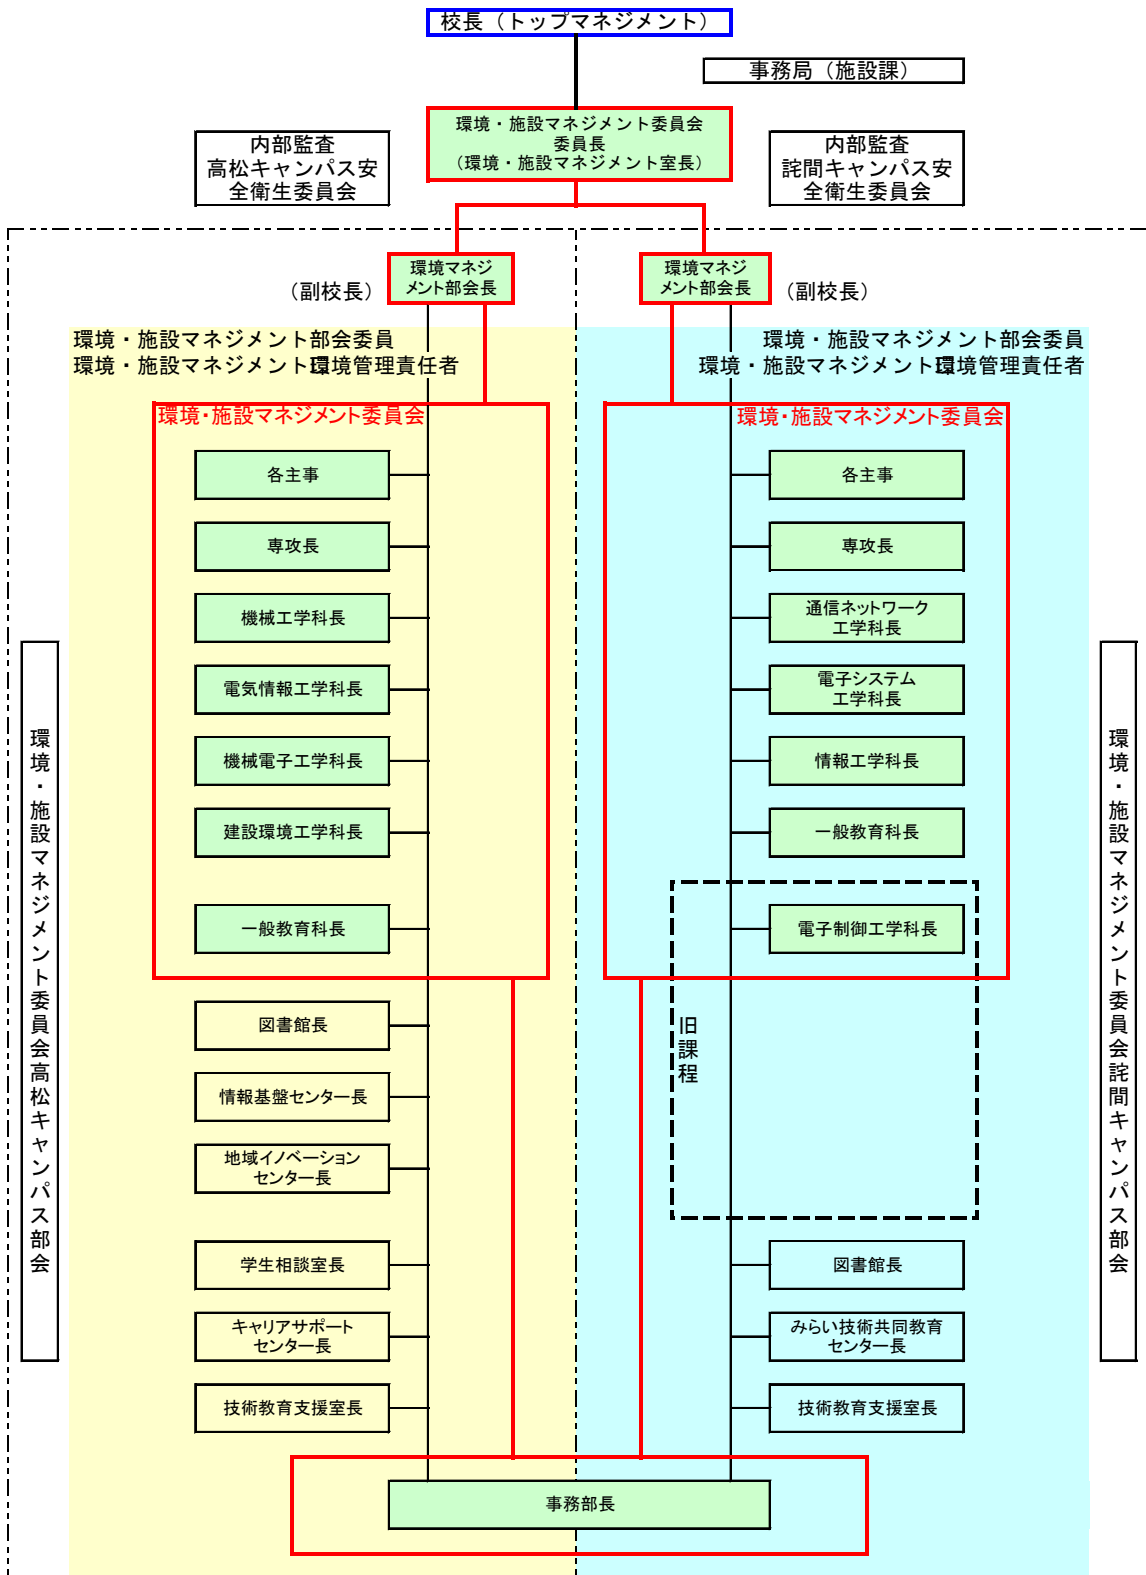 校長（トップマネジメント）
事務局（施設課）
環境・施設マネジメント委員会
委員長
（環境・施設マネジメント室長）
内部監査
高松キャンパス安
全衛生委員会
内部監査
詫間キャンパス安
全衛生委員会
環境マネジ
メント部会長
（副校長）
環境マネジ
メント部会長
（副校長）
環境・施設マネジメント部会委員
環境・施設マネジメント環境管理責任者
環境・施設マネジメント部会委員
環境・施設マネジメント環境管理責任者
環境・施設マネジメント委員会
環境・施設マネジメント委員会
各主事
専攻長
機械工学科長
電気情報工学科長
機械電子工学科長
建設環境工学科長
一般教育科長
図書館長
情報基盤センター長
地域イノベーション
センター長
学生相談室長
キャリアサポート
センター長
技術教育支援室長
各主事
専攻長
通信ネットワーク
工学科長
電子システム
工学科長
情報工学科長
一般教育科長
電子制御工学科長
旧課程
図書館長
みらい技術共同教育
センター長
技術教育支援室長
事務部長
環境・施設マネジメント委員会高松キャンパス部会
環境・施設マネジメント委員会詫間キャンパス部会